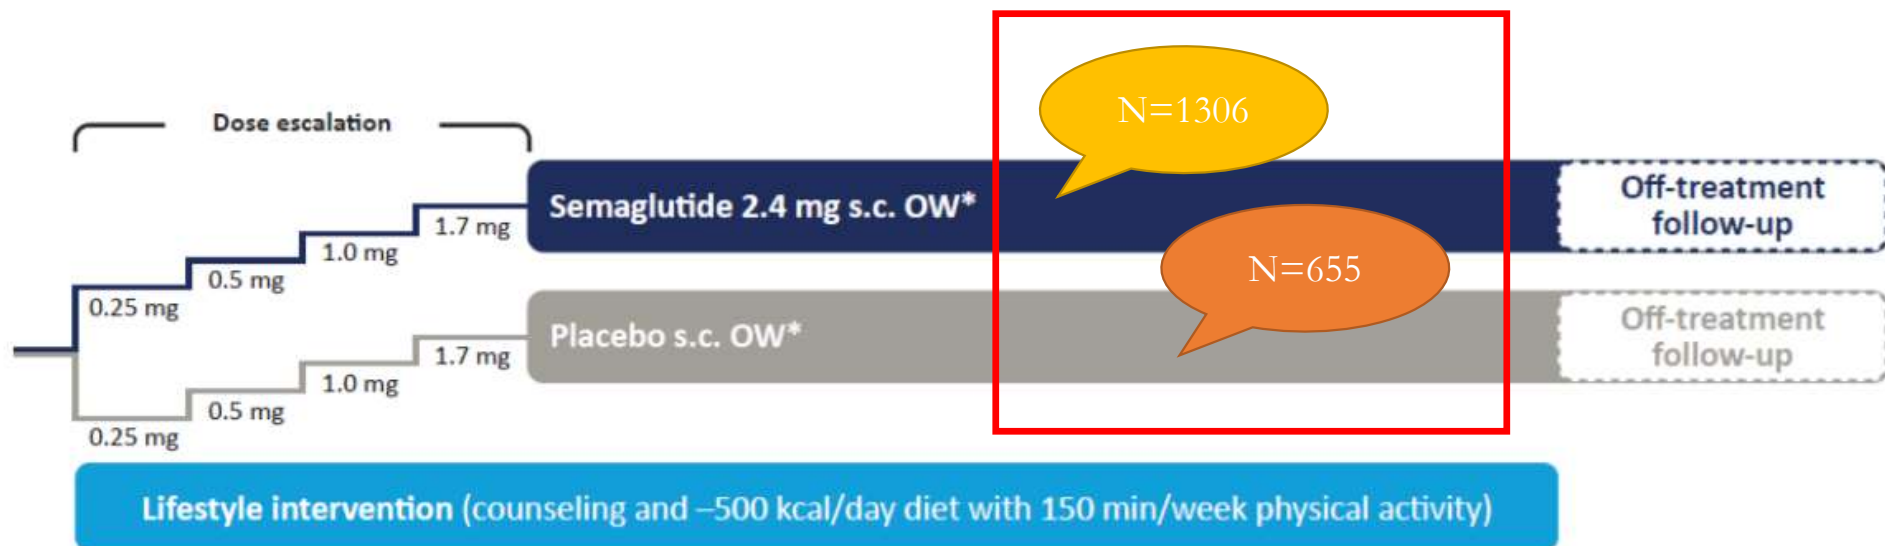 Dose escalation
N=1306
Semaglutide 2.4 mg s.c. OW*
Off-treatment
follow-up
1.7 mg
1.0 mg
0.5 mg
0.25 mg
N=655
Placebo s.c. OW*
Off-treatment
follow-up
1.7 mg
1.0 mg
0.5 mg
0.25 mg
Lifestyle intervention (counseling and –500 kcal/day diet with 150 min/week physical activity)